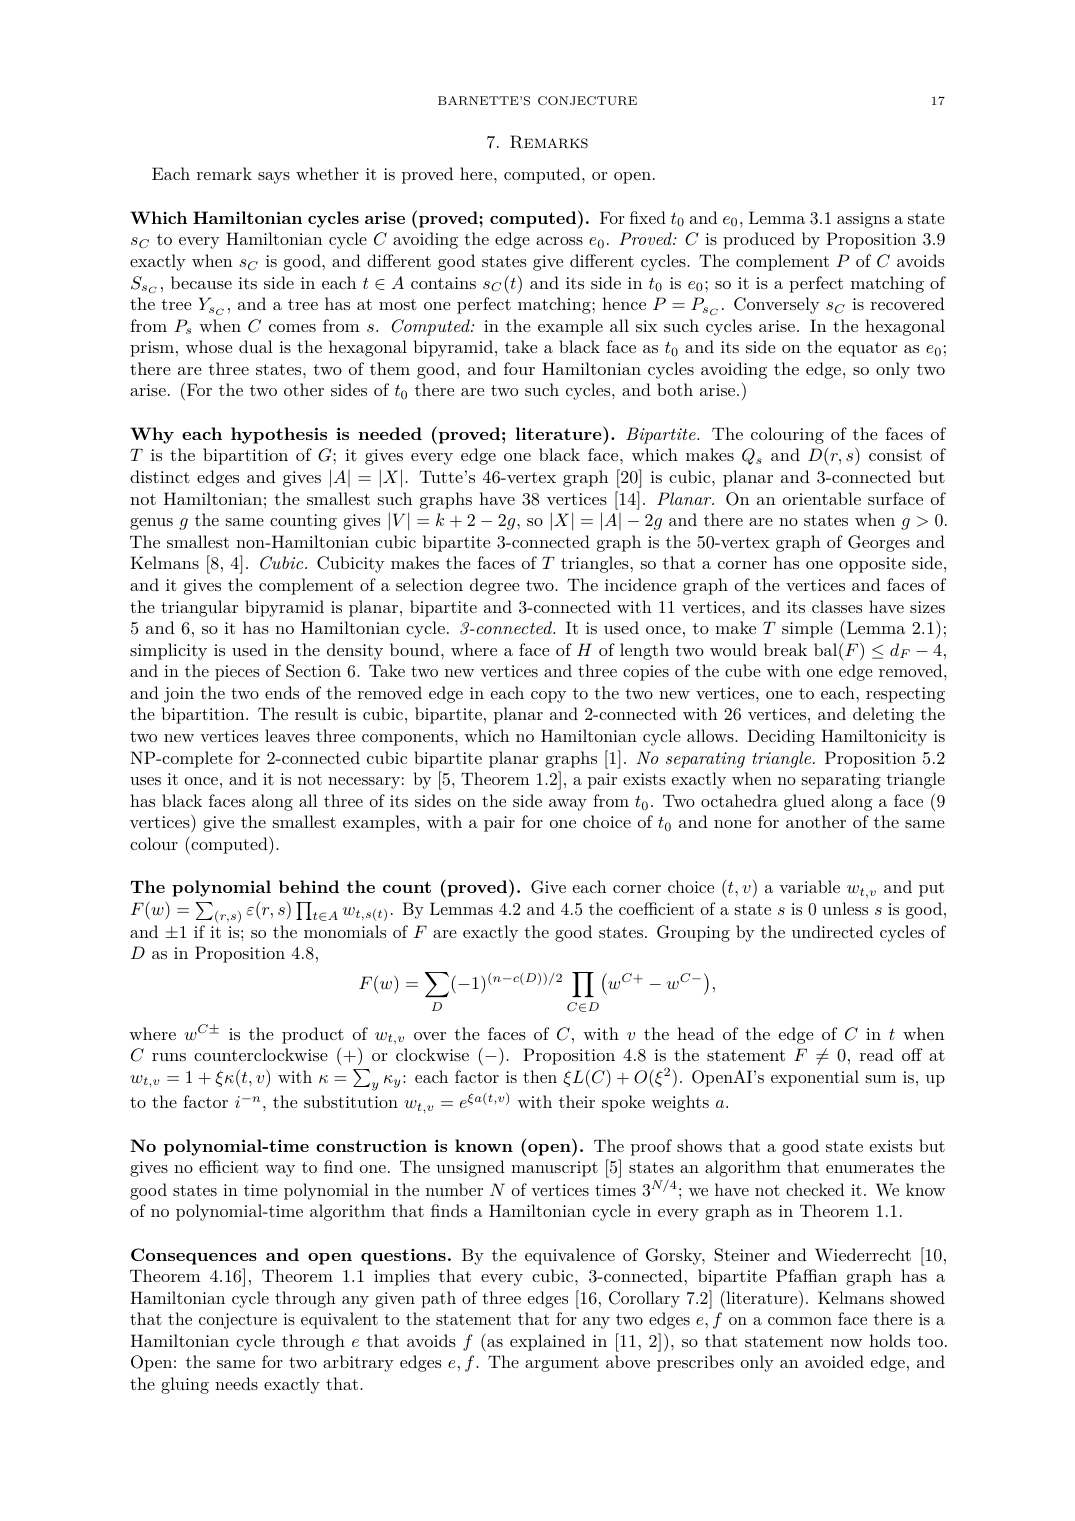 BARNETTE'S CONJECTURE 17
7. Remarks
Each remark says whether it is proved here, computed, or open.
Which Hamiltonian cycles arise (proved; computed). For fixed t₀ and e₀, Lemma 3.1 assigns a state
s_C to every Hamiltonian cycle C avoiding the edge across e₀. Proved: C is produced by Proposition 3.9
exactly when s_C is good, and different good states give different cycles. The complement P of C avoids
S_{s_C}, because its side in each t ∈ A contains s_C(t) and its side in t₀ is e₀; so it is a perfect matching of
the tree Y_{s_C}, and a tree has at most one perfect matching; hence P = P_{s_C}. Conversely s_C is recovered
from P_s when C comes from s. Computed: in the example all six such cycles arise. In the hexagonal
prism, whose dual is the hexagonal bipyramid, take a black face as t₀ and its side on the equator as e₀;
there are three states, two of them good, and four Hamiltonian cycles avoiding the edge, so only two
arise. (For the two other sides of t₀ there are two such cycles, and both arise.)
Why each hypothesis is needed (proved; literature). Bipartite. The colouring of the faces of
T is the bipartition of G; it gives every edge one black face, which makes Q_s and D(r, s) consist of
distinct edges and gives |A| = |X|. Tutte's 46-vertex graph [20] is cubic, planar and 3-connected but
not Hamiltonian; the smallest such graphs have 38 vertices [14]. Planar. On an orientable surface of
genus g the same counting gives |V| = k + 2 − 2g, so |X| = |A| − 2g and there are no states when g > 0.
The smallest non-Hamiltonian cubic bipartite 3-connected graph is the 50-vertex graph of Georges and
Kelmans [8, 4]. Cubic. Cubicity makes the faces of T triangles, so that a corner has one opposite side,
and it gives the complement of a selection degree two. The incidence graph of the vertices and faces of
the triangular bipyramid is planar, bipartite and 3-connected with 11 vertices, and its classes have sizes
5 and 6, so it has no Hamiltonian cycle. 3-connected. It is used once, to make T simple (Lemma 2.1);
simplicity is used in the density bound, where a face of H of length two would break bal(F) ≤ d_F − 4,
and in the pieces of Section 6. Take two new vertices and three copies of the cube with one edge removed,
and join the two ends of the removed edge in each copy to the two new vertices, one to each, respecting
the bipartition. The result is cubic, bipartite, planar and 2-connected with 26 vertices, and deleting the
two new vertices leaves three components, which no Hamiltonian cycle allows. Deciding Hamiltonicity is
NP-complete for 2-connected cubic bipartite planar graphs [1]. No separating triangle. Proposition 5.2
uses it once, and it is not necessary: by [5, Theorem 1.2], a pair exists exactly when no separating triangle
has black faces along all three of its sides on the side away from t₀. Two octahedra glued along a face (9
vertices) give the smallest examples, with a pair for one choice of t₀ and none for another of the same
colour (computed).
The polynomial behind the count (proved). Give each corner choice (t, v) a variable w_{t,v} and put
F(w) = ∑_{(r,s)} ε(r, s) ∏_{t∈A} w_{t,s(t)}. By Lemmas 4.2 and 4.5 the coefficient of a state s is 0 unless s is good,
and ±1 if it is; so the monomials of F are exactly the good states. Grouping by the undirected cycles of
D as in Proposition 4.8,
F(w) = ∑_D (−1)^{(n−c(D))/2} ∏_{C∈D} (w^{C+} − w^{C−}),
where w^{C±} is the product of w_{t,v} over the faces of C, with v the head of the edge of C in t when
C runs counterclockwise (+) or clockwise (−). Proposition 4.8 is the statement F ≠ 0, read off at
w_{t,v} = 1 + ξκ(t, v) with κ = ∑_y κ_y: each factor is then ξL(C) + O(ξ²). OpenAI's exponential sum is, up
to the factor i^{−n}, the substitution w_{t,v} = e^{ξa(t,v)} with their spoke weights a.
No polynomial-time construction is known (open). The proof shows that a good state exists but
gives no efficient way to find one. The unsigned manuscript [5] states an algorithm that enumerates the
good states in time polynomial in the number N of vertices times 3^{N/4}; we have not checked it. We know
of no polynomial-time algorithm that finds a Hamiltonian cycle in every graph as in Theorem 1.1.
Consequences and open questions. By the equivalence of Gorsky, Steiner and Wiederrecht [10,
Theorem 4.16], Theorem 1.1 implies that every cubic, 3-connected, bipartite Pfaffian graph has a
Hamiltonian cycle through any given path of three edges [16, Corollary 7.2] (literature). Kelmans showed
that the conjecture is equivalent to the statement that for any two edges e, f on a common face there is a
Hamiltonian cycle through e that avoids f (as explained in [11, 2]), so that statement now holds too.
Open: the same for two arbitrary edges e, f. The argument above prescribes only an avoided edge, and
the gluing needs exactly that.